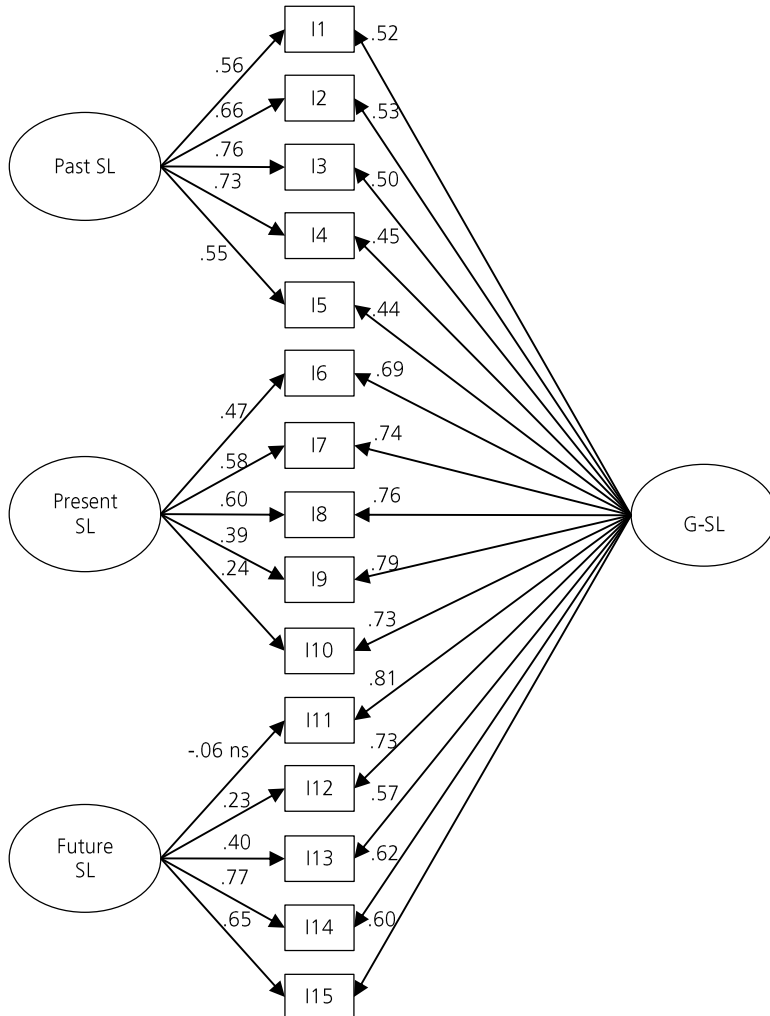 I1
.52
.56
I2
.66
.53
Past SL
.76
I3
.50
.73
I4
.45
.55
I5
.44
I6
.69
.47
I7
.74
.58
Present
SL
.60
I8
.76
G-SL
.39
I9
.79
.24
I10
.73
.81
I11
-.06 ns
.73
I12
.23
.57
Future
SL
.40
I13
.62
.77
I14
.65
.60
I15